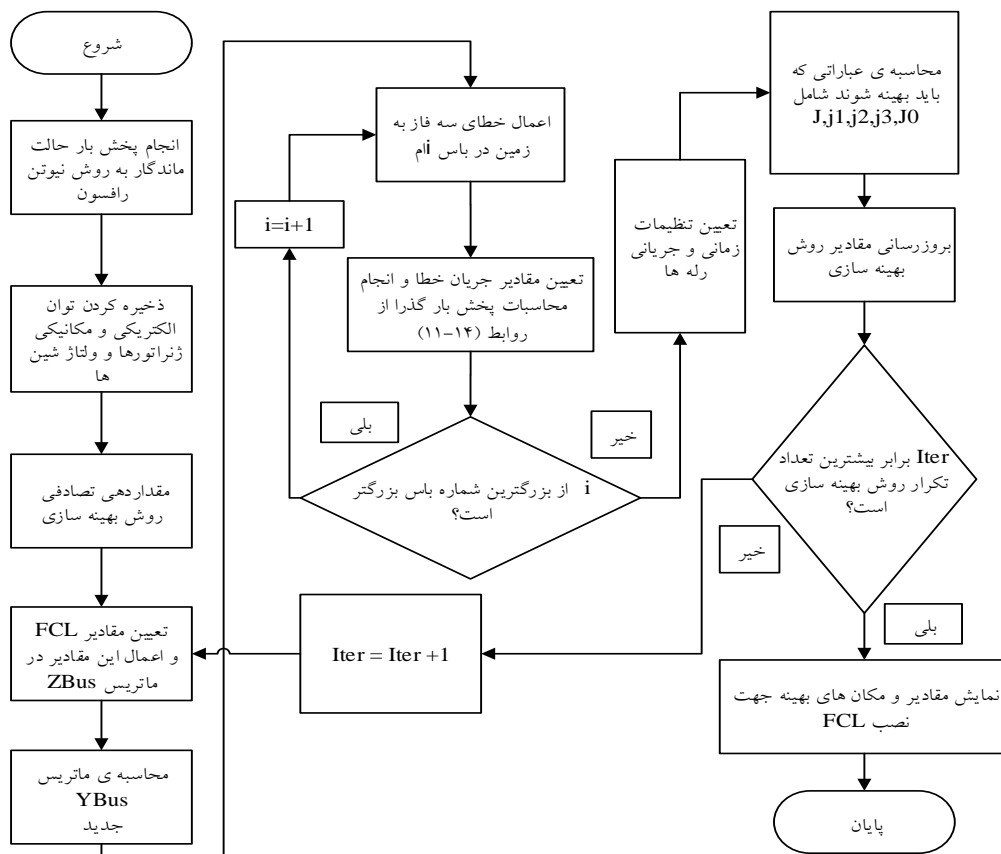 شروع
انجام پخش بار حالت
ماندگار به روش نیوتن
رافسون
ذخیره کردن توان
الکتریکی و مکانیکی
ژنراتورها و ولتاژ شین
ها
مقداردهی تصادفی
روش بهینه سازی
تعیین مقادیر FCL
و اعمال این مقادیر در
ماتریس ZBus
محاسبه ی ماتریس
YBus
جدید
اعمال خطای سه فاز به
زمین در باس iام
i=i+1
تعیین مقادیر جریان خطا و انجام
محاسبات پخش بار گذرا از
روابط (۱۴-۱۱)
بلی
خیر
i از بزرگترین شماره باس بزرگتر
است؟
تعیین تنظیمات
زمانی و جریانی
رله ها
محاسبه ی عباراتی که
باید بهینه شوند شامل
J,j1,j2,j3,J0
بروزرسانی مقادیر روش
بهینه سازی
Iter برابر بیشترین تعداد
تکرار روش بهینه سازی
است؟
خیر
بلی
Iter = Iter +1
نمایش مقادیر و مکان های بهینه جهت
نصب FCL
پایان